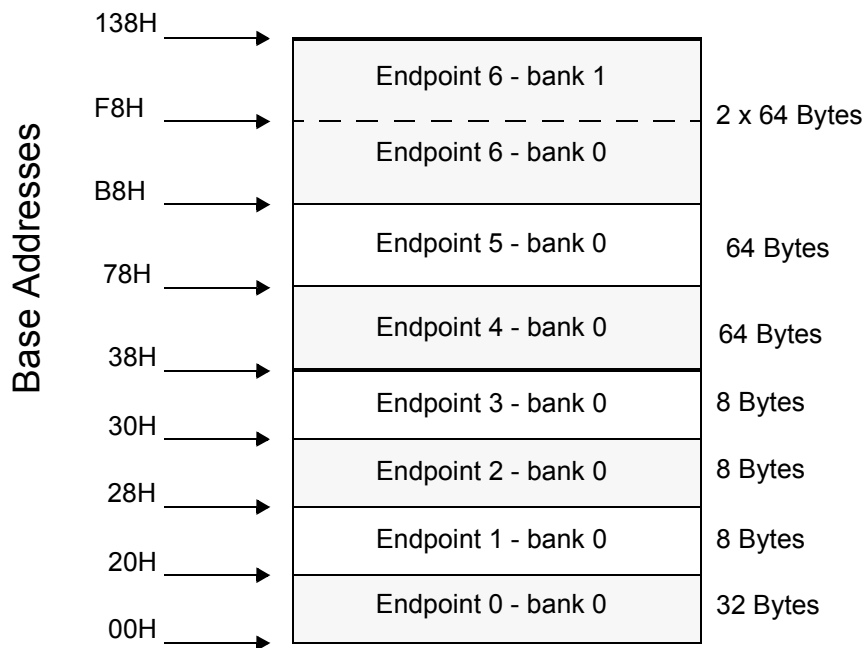 138H
Endpoint 6 - bank 1
F8H
2 x 64 Bytes
Endpoint 6 - bank 0
B8H
Endpoint 5 - bank 0
64 Bytes
78H
Endpoint 4 - bank 0
64 Bytes
38H
Endpoint 3 - bank 0
8 Bytes
30H
Endpoint 2 - bank 0
8 Bytes
28H
Endpoint 1 - bank 0
8 Bytes
20H
Endpoint 0 - bank 0
32 Bytes
00H
Base Addresses